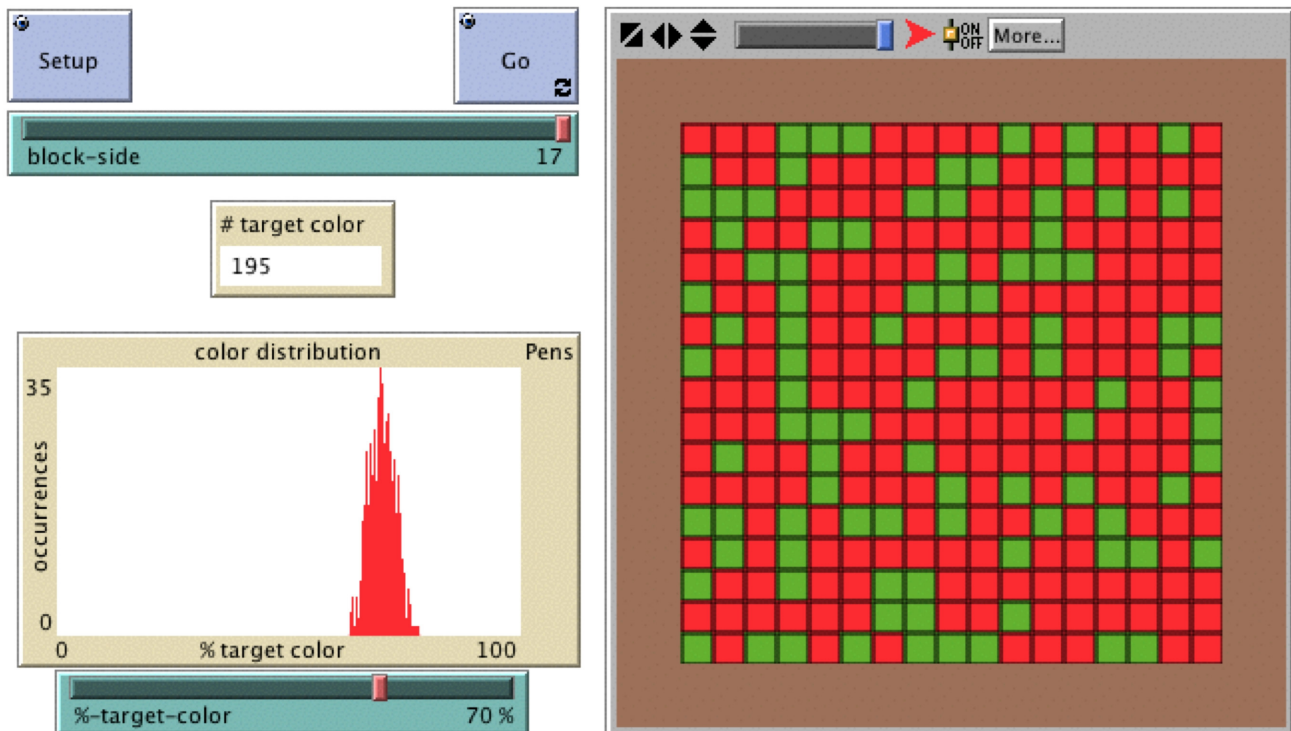 Setup
Go
block-side 17
# target color
195
color distribution Pens
35
occurrences
0
0 % target color 100
%-target-color 70 %
ON
OFF
More...